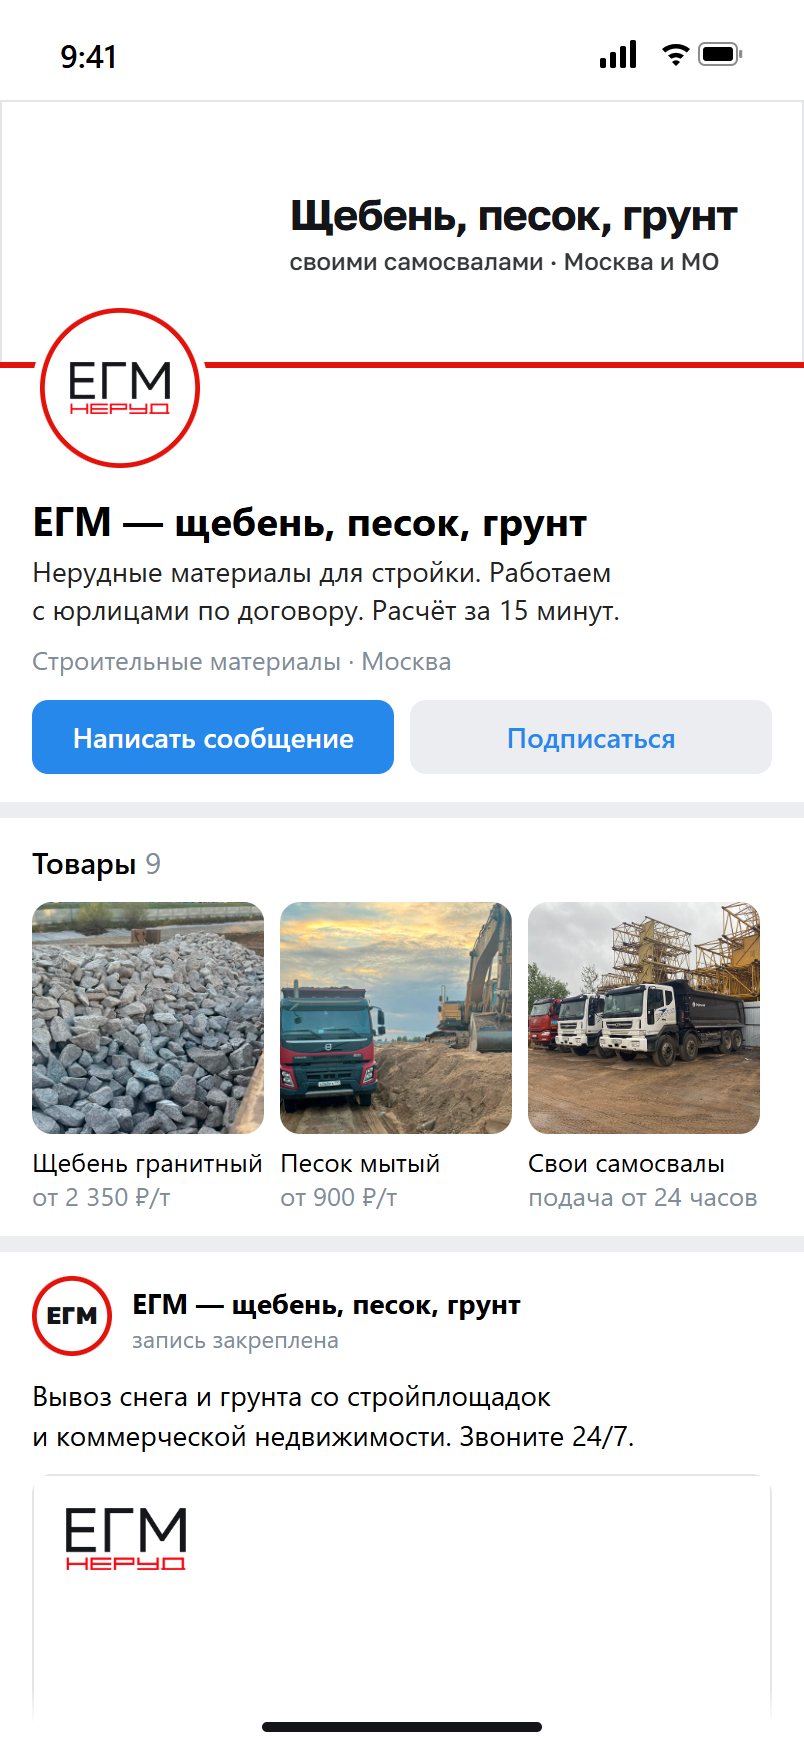 9:41
Щебень, песок, грунт
своими самосвалами · Москва и МО
ЕГМ
НЕРУД
ЕГМ — щебень, песок, грунт
Нерудные материалы для стройки. Работаем
с юрлицами по договору. Расчёт за 15 минут.
Строительные материалы · Москва
Написать сообщение
Подписаться
Товары 9
Щебень гранитный
от 2 350 ₽/т
Песок мытый
от 900 ₽/т
Свои самосвалы
подача от 24 часов
ЕГМ
ЕГМ — щебень, песок, грунт
запись закреплена
Вывоз снега и грунта со стройплощадок
и коммерческой недвижимости. Звоните 24/7.
ЕГМ
НЕРУД